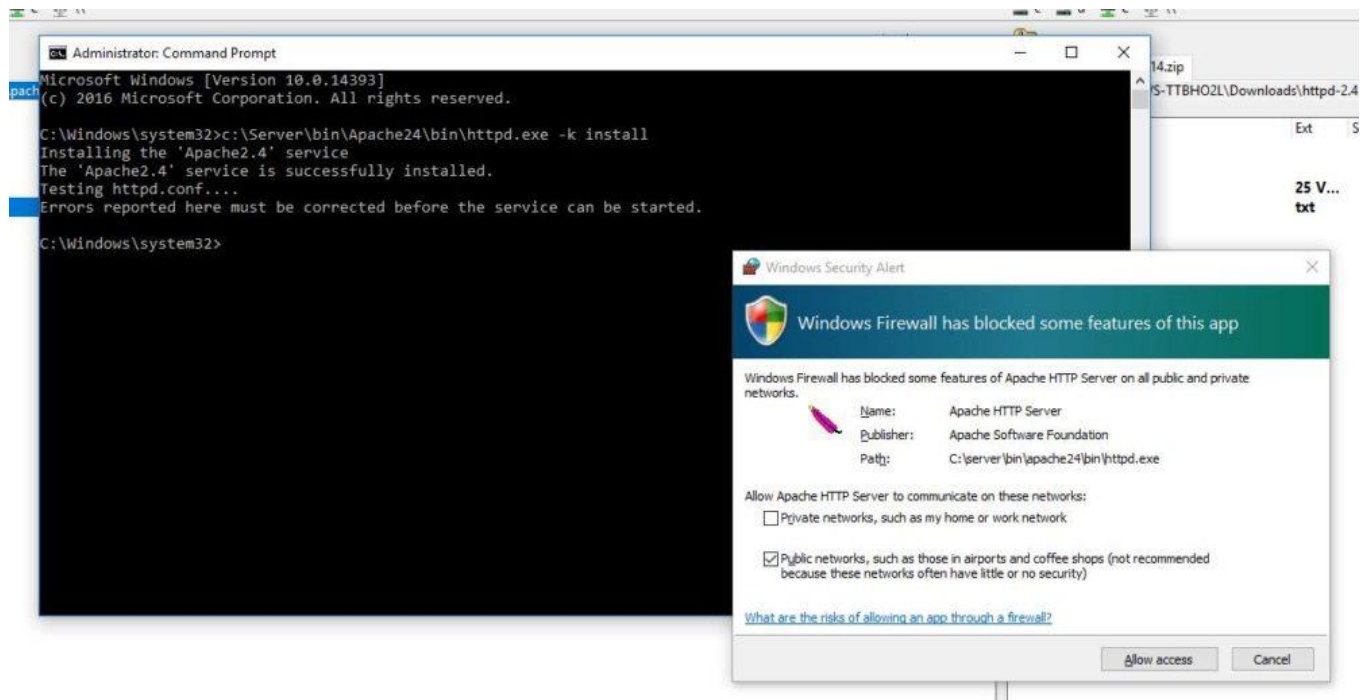 Administrator: Command Prompt
Microsoft Windows [Version 10.0.14393]
(c) 2016 Microsoft Corporation. All rights reserved.
C:\Windows\system32>c:\Server\bin\Apache24\bin\httpd.exe -k install
Installing the 'Apache2.4' service
The 'Apache2.4' service is successfully installed.
Testing httpd.conf....
Errors reported here must be corrected before the service can be started.
C:\Windows\system32>
14.zip
S-TTBHO2L\Downloads\httpd-2.4
Ext S
25 V...
txt
Windows Security Alert
Windows Firewall has blocked some features of this app
Windows Firewall has blocked some features of Apache HTTP Server on all public and private
networks.
Name: Apache HTTP Server
Publisher: Apache Software Foundation
Path: C:\server\bin\apache24\bin\httpd.exe
Allow Apache HTTP Server to communicate on these networks:
Private networks, such as my home or work network
Public networks, such as those in airports and coffee shops (not recommended
because these networks often have little or no security)
What are the risks of allowing an app through a firewall?
Allow access Cancel